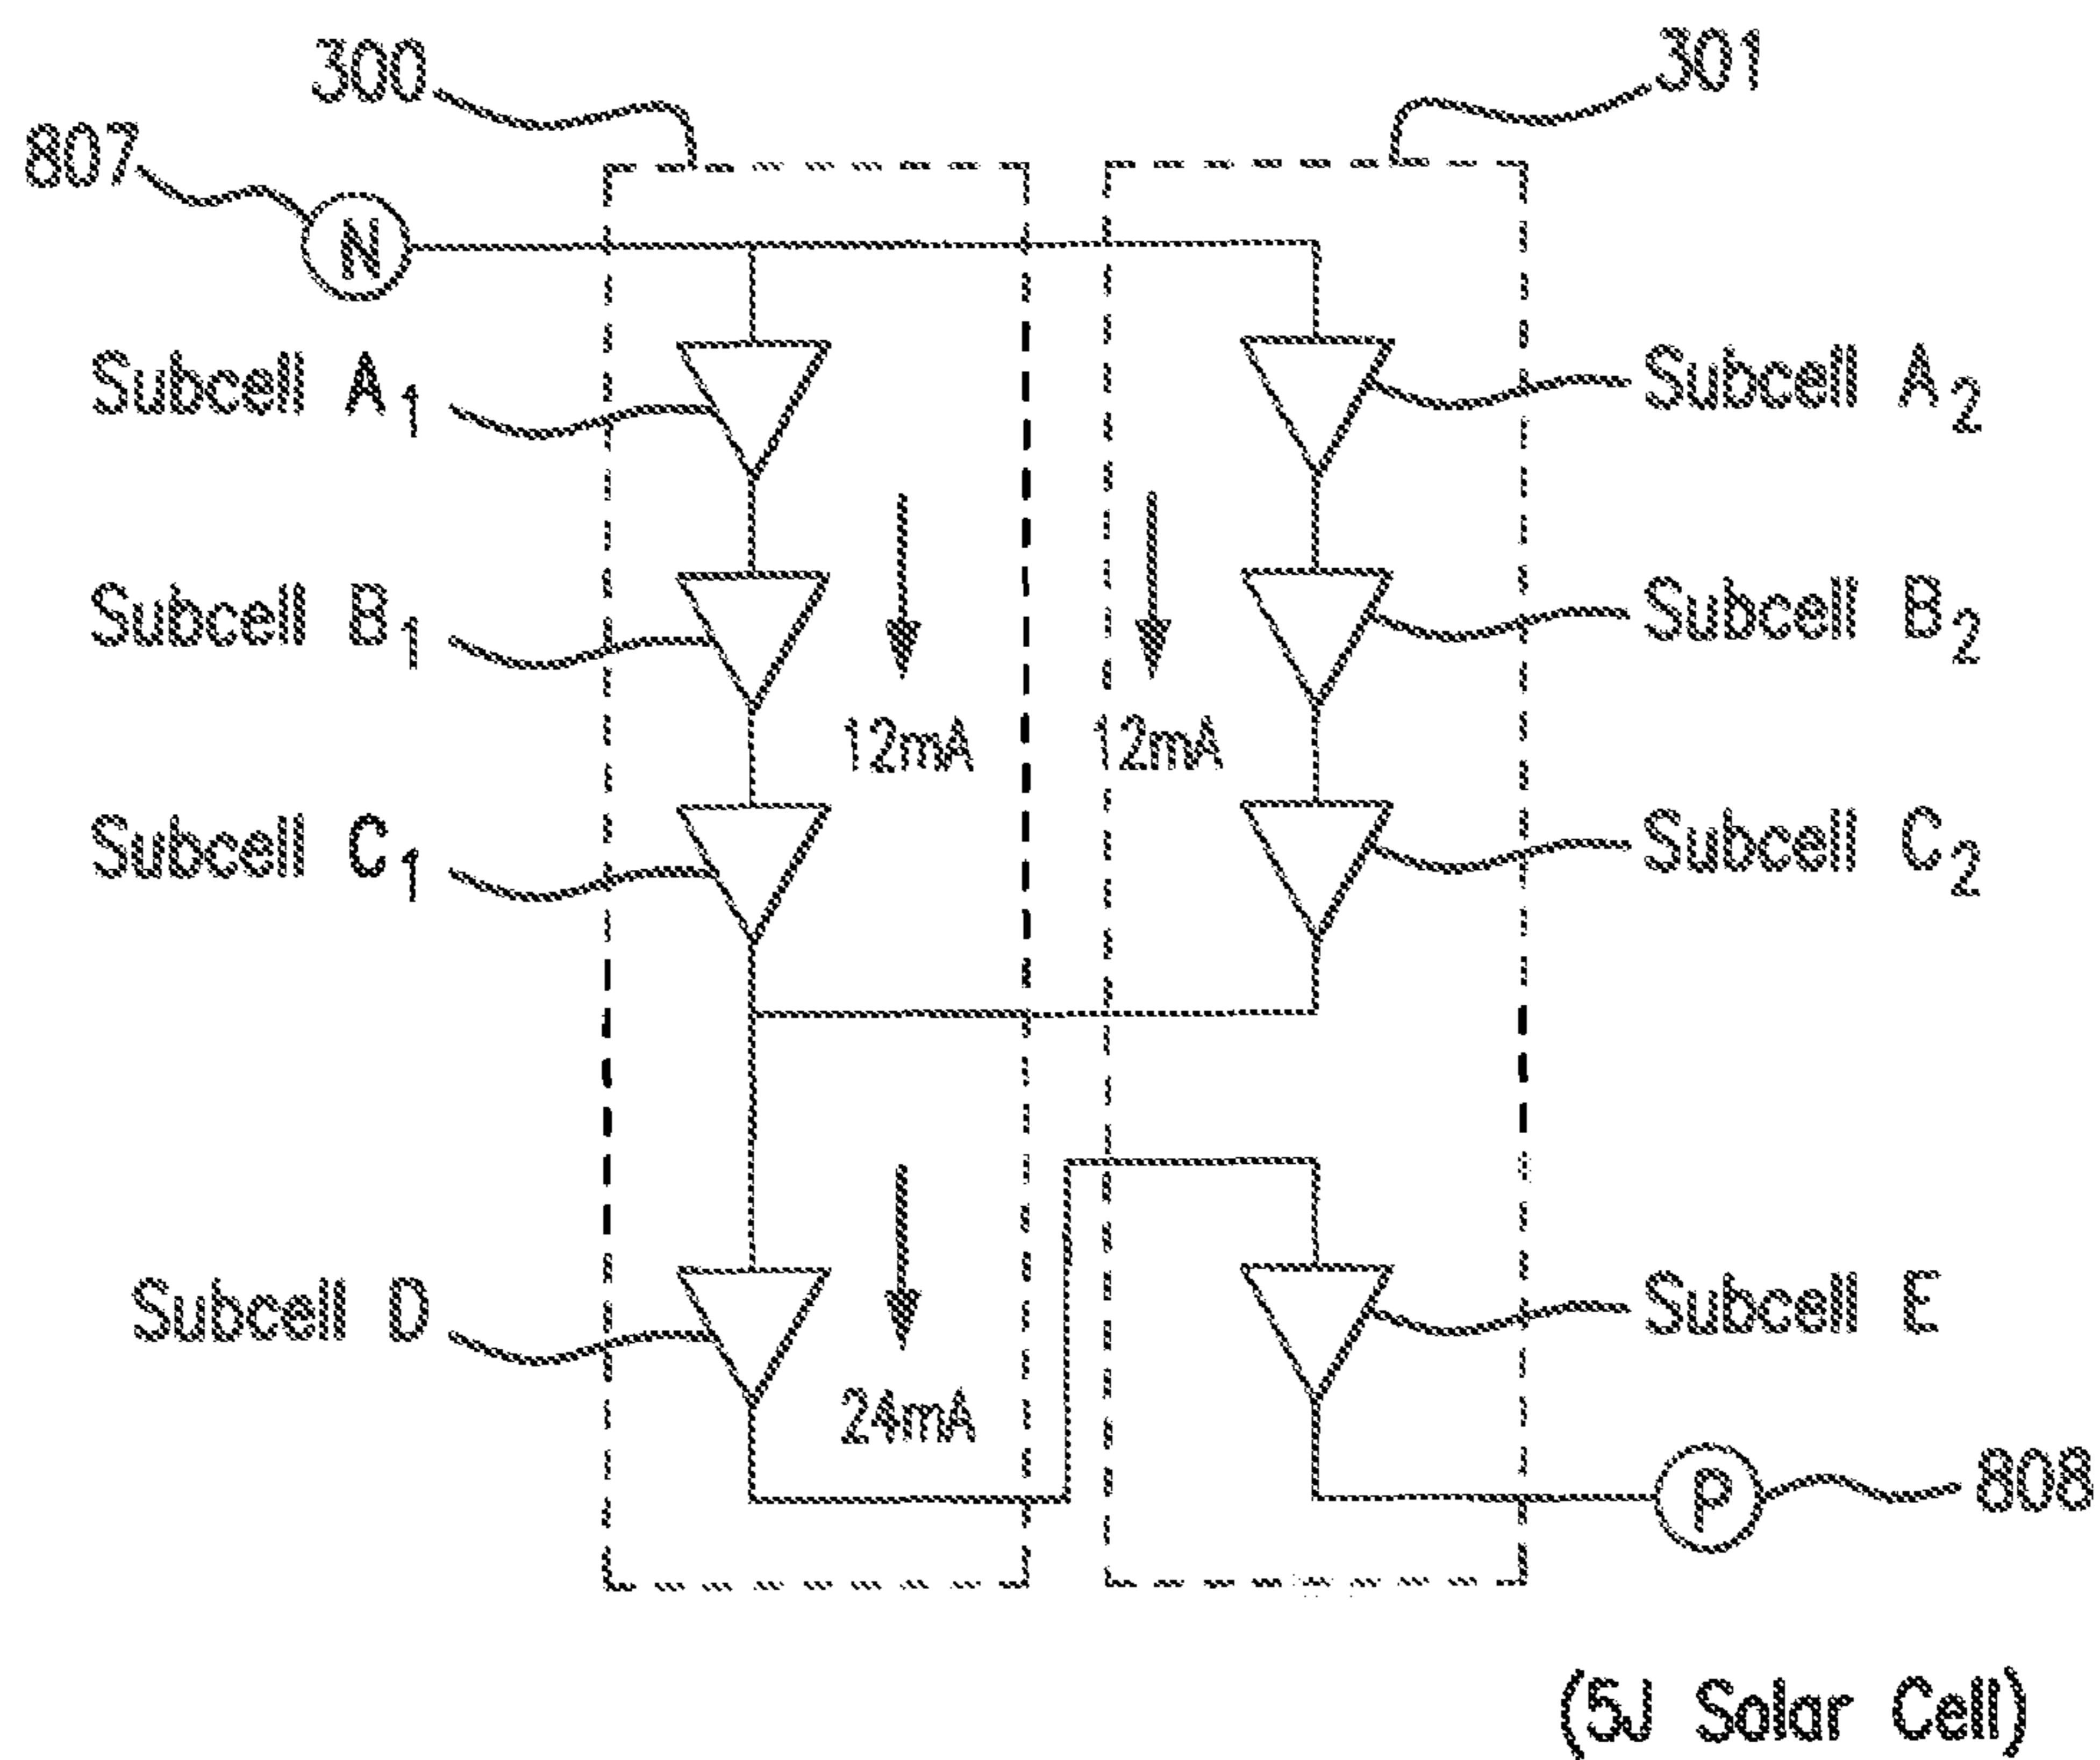 300
301
807
N
Subcell A1
Subcell A2
Subcell B1
Subcell B2
12mA
12mA
Subcell C1
Subcell C2
Subcell D
Subcell E
24mA
P
808
(5J Solar Cell)